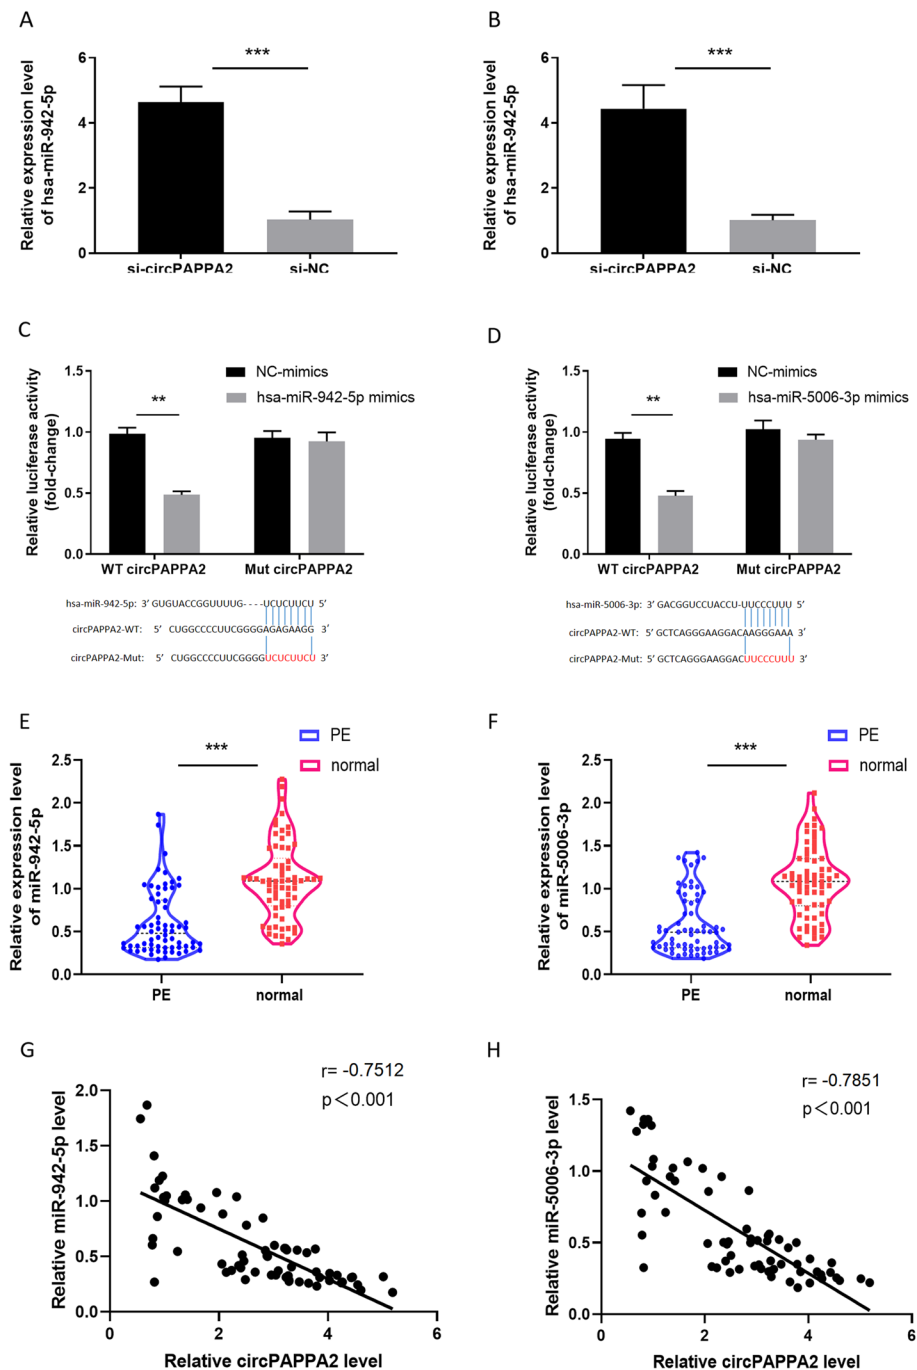 A
Relative expression level
of hsa-miR-942-5p
6
4
2
0
***
si-circPAPPA2
si-NC
B
Relative expression level
of hsa-miR-942-5p
6
4
2
0
***
si-circPAPPA2
si-NC
C
Relative luciferase activity
(fold-change)
1.5
1.0
0.5
0.0
NC-mimics
hsa-miR-942-5p mimics
**
WT circPAPPA2
Mut circPAPPA2
hsa-miR-942-5p: 3' GUGUACCGGUUUUG----UCUCUUCU 5'
circPAPPA2-WT: 5' CUGGCCCCUUCGGGGAGAGAAGG 3'
circPAPPA2-Mut: 5' CUGGCCCCUUCGGGGUCUCUUCU 3'
D
Relative luciferase activity
(fold-change)
1.5
1.0
0.5
0.0
NC-mimics
hsa-miR-5006-3p mimics
**
WT circPAPPA2
Mut circPAPPA2
hsa-miR-5006-3p: 3' GACGGUCCUACCU-UUCCCUUU 5'
circPAPPA2-WT: 5' GCUCAGGGAAGGACAAGGGAAA 3'
circPAPPA2-Mut: 5' GCUCAGGGAAGGACUUCCCUUU 3'
E
Relative expression level
of miR-942-5p
2.5
2.0
1.5
1.0
0.5
0.0
PE
normal
***
PE
normal
F
Relative expression level
of miR-5006-3p
2.5
2.0
1.5
1.0
0.5
0.0
PE
normal
***
PE
normal
G
Relative miR-942-5p level
2.0
1.5
1.0
0.5
0.0
r= -0.7512
p<0.001
0
2
4
6
Relative circPAPPA2 level
H
Relative miR-5006-3p level
1.5
1.0
0.5
0.0
r= -0.7851
p<0.001
0
2
4
6
Relative circPAPPA2 level